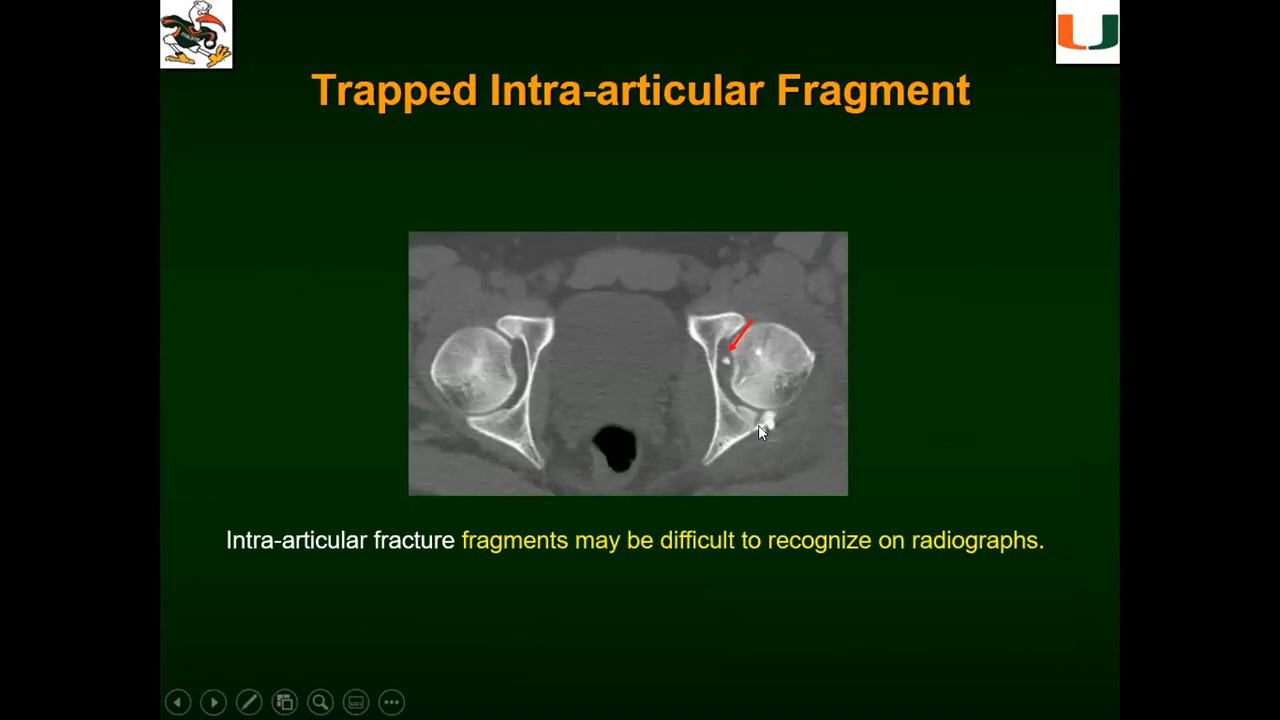 Trapped Intra-articular Fragment
Intra-articular fracture fragments may be difficult to recognize on radiographs.